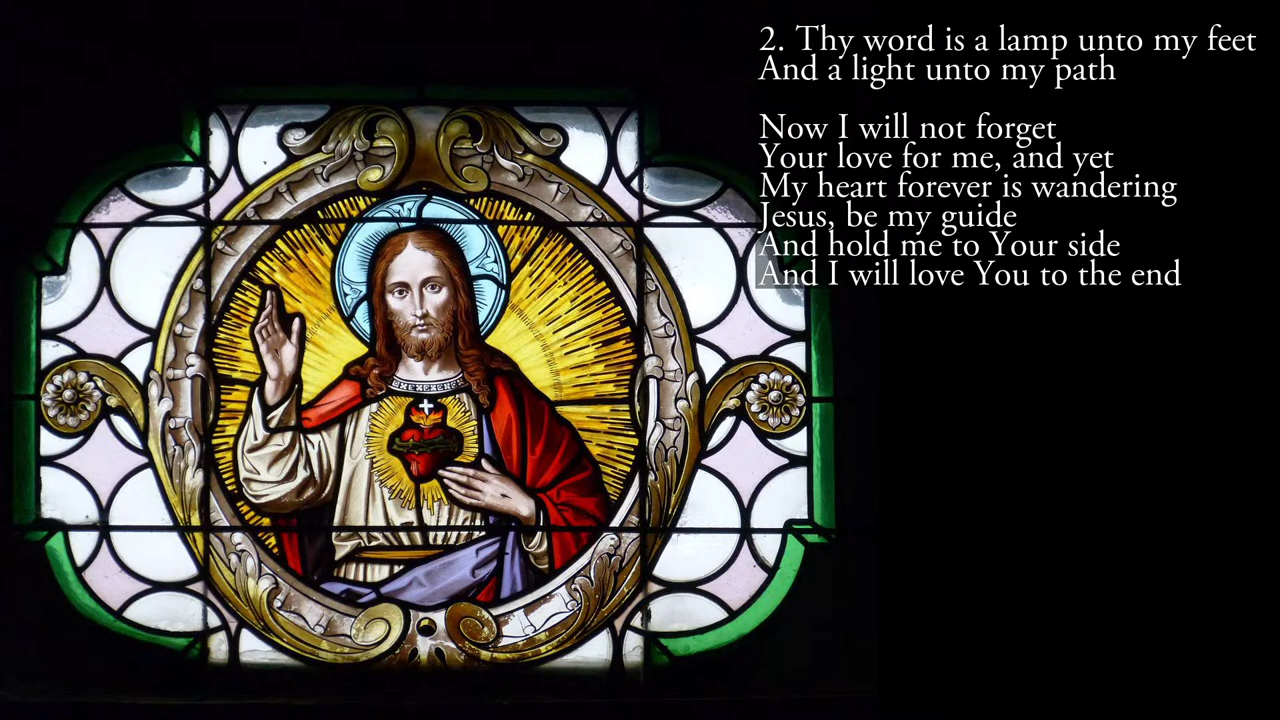 2. Thy word is a lamp unto my feet
And a light unto my path
Now I will not forget
Your love for me, and yet
My heart forever is wandering
Jesus, be my guide
And hold me to Your side
And I will love You to the end